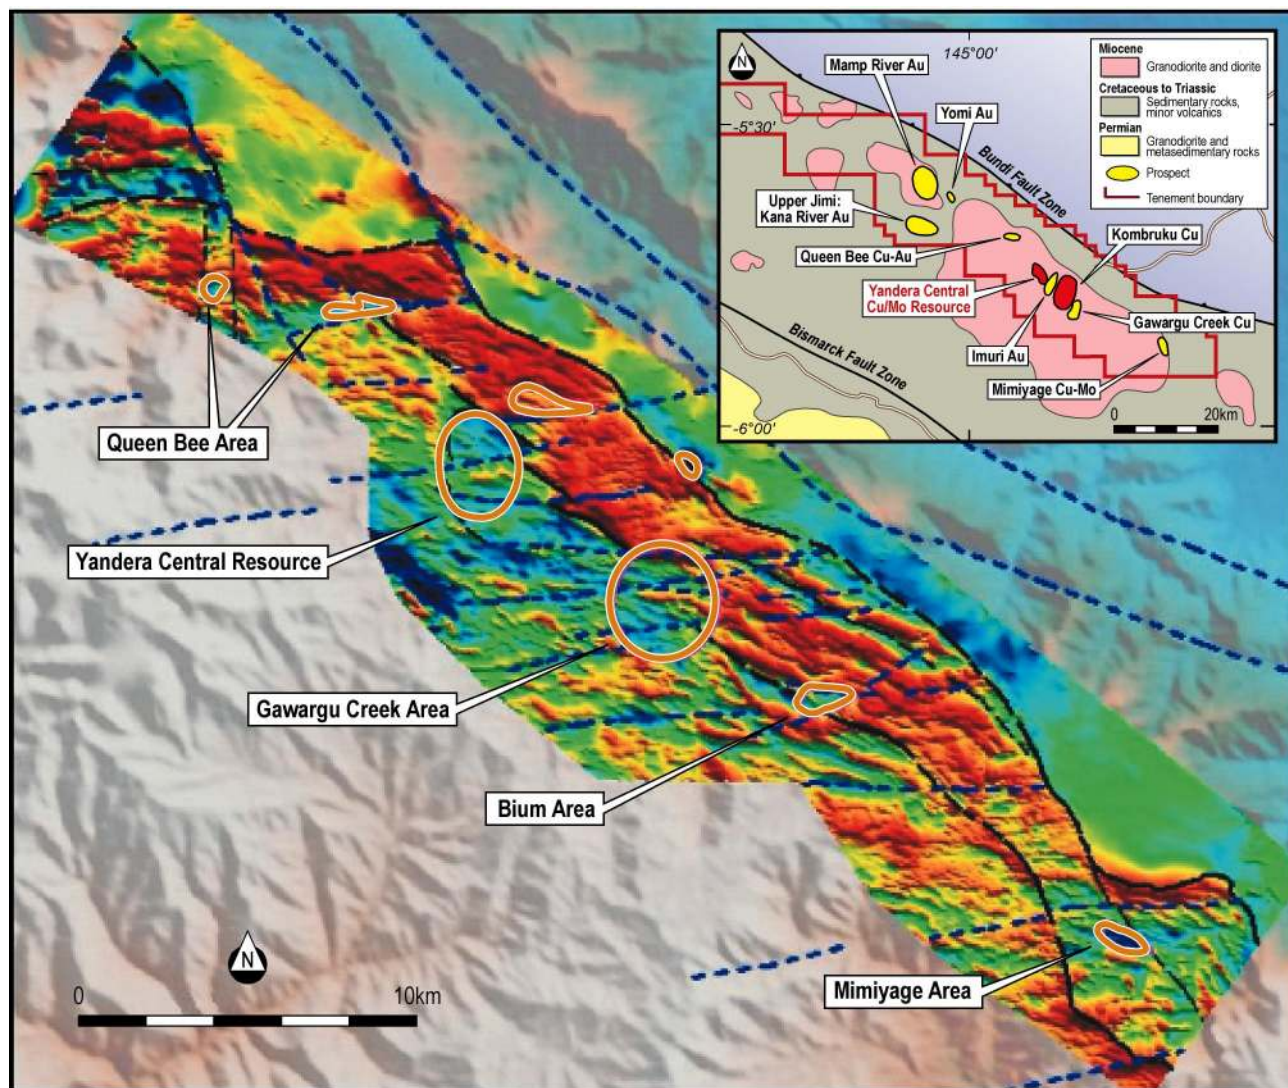 N
145°00'
Mamp River Au
Yomi Au
-5°30'
Bundi Fault Zone
Upper Jimi:
Kana River Au
Kombruku Cu
Queen Bee Cu-Au
Yandera Central
Cu/Mo Resource
Gawargu Creek Cu
Imuri Au
Bismarck Fault Zone
Mimiyage Cu-Mo
0 20km
-6°00'
Miocene
Granodiorite and diorite
Cretaceous to Triassic
Sedimentary rocks,
minor volcanics
Permian
Granodiorite and
metasedimentary rocks
Prospect
Tenement boundary
Queen Bee Area
Yandera Central Resource
Gawargu Creek Area
Bium Area
Mimiyage Area
N
0 10km